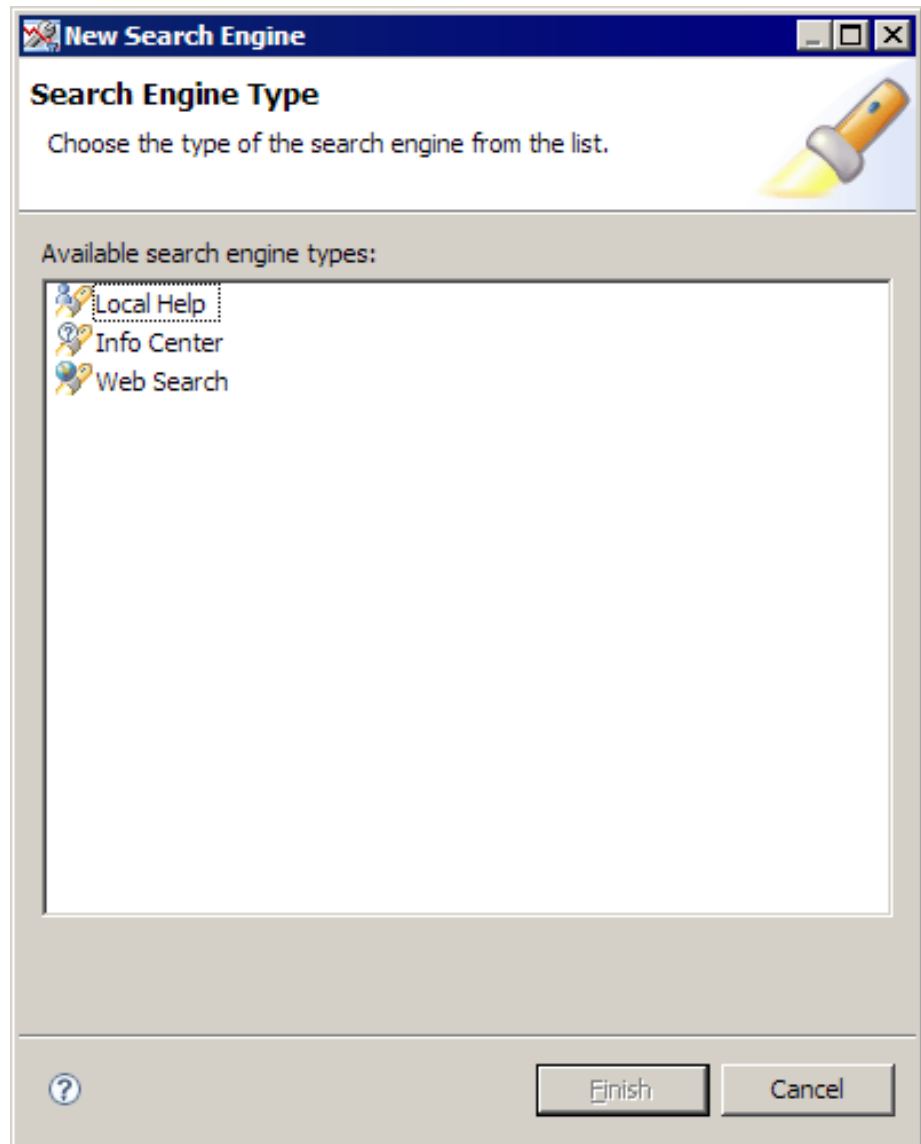 New Search Engine
Search Engine Type
Choose the type of the search engine from the list.
Available search engine types:
Local Help
Info Center
Web Search
?
Finish
Cancel